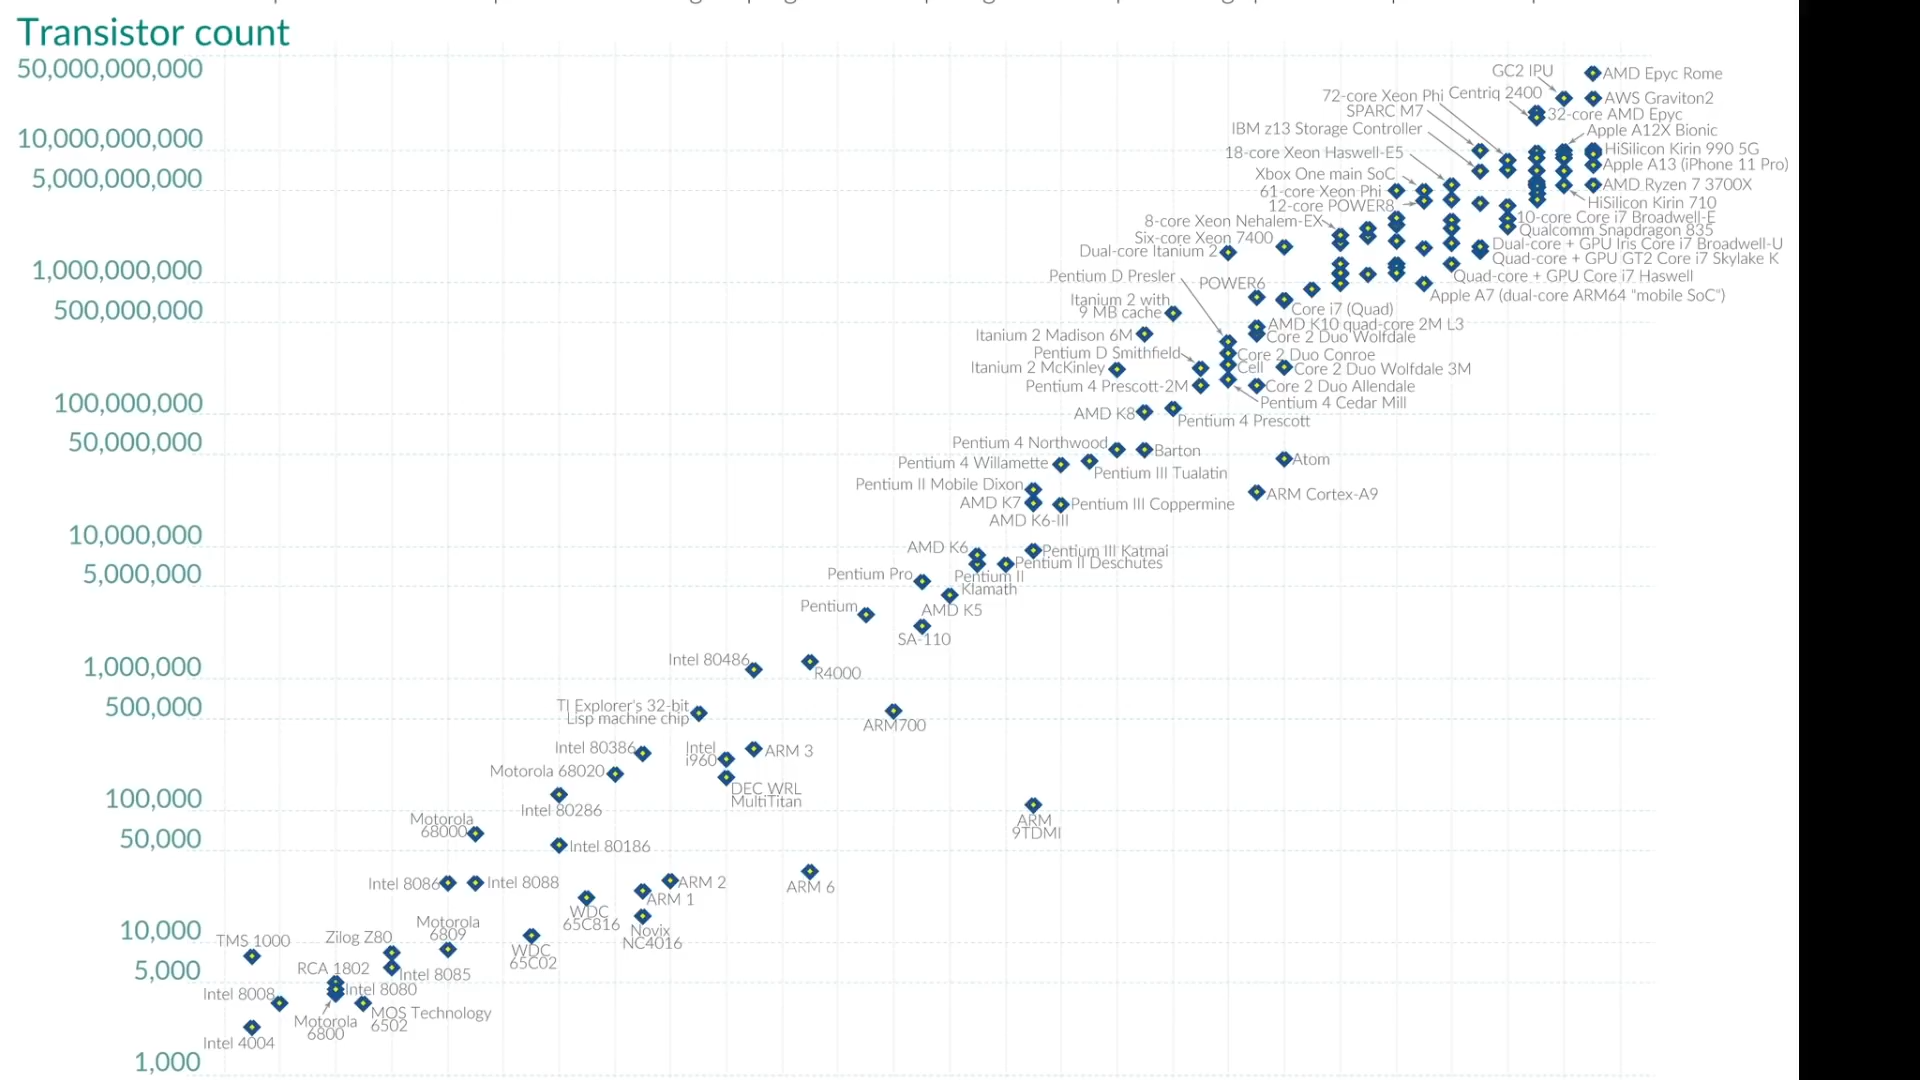 Transistor count
50,000,000,000
10,000,000,000
5,000,000,000
1,000,000,000
500,000,000
100,000,000
50,000,000
10,000,000
5,000,000
1,000,000
500,000
100,000
50,000
10,000
5,000
1,000
GC2 IPU
AMD Epyc Rome
72-core Xeon Phi
Centriq 2400
AWS Graviton2
SPARC M7
32-core AMD Epyc
IBM z13 Storage Controller
Apple A12X Bionic
18-core Xeon Haswell-E5
HiSilicon Kirin 990 5G
Xbox One main SoC
Apple A13 (iPhone 11 Pro)
61-core Xeon Phi
AMD Ryzen 7 3700X
12-core POWER8
HiSilicon Kirin 710
8-core Xeon Nehalem-EX
10-core Core i7 Broadwell-E
Six-core Xeon 7400
Qualcomm Snapdragon 835
Dual-core Itanium 2
Dual-core + GPU Iris Core i7 Broadwell-U
Quad-core + GPU GT2 Core i7 Skylake K
Pentium D Presler
POWER6
Quad-core + GPU Core i7 Haswell
Apple A7 (dual-core ARM64 "mobile SoC")
Itanium 2 with
9 MB cache
Core i7 (Quad)
AMD K10 quad-core 2M L3
Itanium 2 Madison 6M
Core 2 Duo Wolfdale
Pentium D Smithfield
Core 2 Duo Conroe
Itanium 2 McKinley
Cell
Core 2 Duo Wolfdale 3M
Pentium 4 Prescott-2M
Core 2 Duo Allendale
Pentium 4 Cedar Mill
AMD K8
Pentium 4 Prescott
Pentium 4 Northwood
Barton
Pentium 4 Willamette
Atom
Pentium III Tualatin
Pentium II Mobile Dixon
ARM Cortex-A9
AMD K7
Pentium III Coppermine
AMD K6-III
AMD K6
Pentium III Katmai
Pentium II Deschutes
Pentium Pro
Pentium II
Klamath
Pentium
AMD K5
SA-110
Intel 80486
R4000
TI Explorer's 32-bit
Lisp machine chip
ARM700
Intel 80386
Intel
i960
ARM 3
Motorola 68020
DEC WRL
MultiTitan
Intel 80286
Motorola
68000
ARM
9TDMI
Intel 80186
Intel 8086
Intel 8088
ARM 2
ARM 6
ARM 1
WDC
65C816
Novix
NC4016
Motorola
6809
TMS 1000
Zilog Z80
WDC
65C02
RCA 1802
Intel 8085
Intel 8008
Intel 8080
MOS Technology
6502
Motorola
6800
Intel 4004